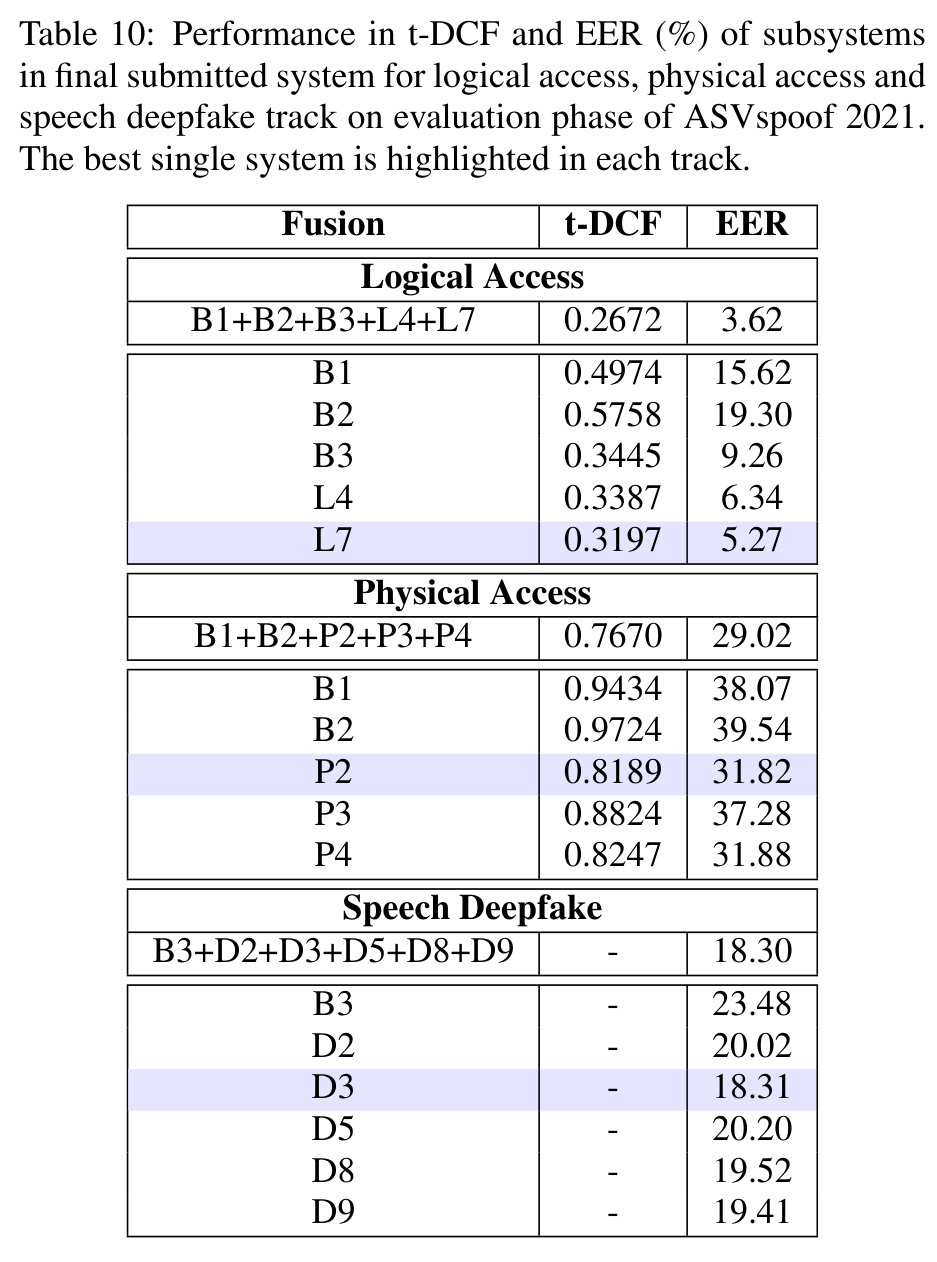 Table 10: Performance in t-DCF and EER (%) of subsystems
in final submitted system for logical access, physical access and
speech deepfake track on evaluation phase of ASVspoof 2021.
The best single system is highlighted in each track.
Fusion t-DCF EER
Logical Access
B1+B2+B3+L4+L7 0.2672 3.62
B1 0.4974 15.62
B2 0.5758 19.30
B3 0.3445 9.26
L4 0.3387 6.34
L7 0.3197 5.27
Physical Access
B1+B2+P2+P3+P4 0.7670 29.02
B1 0.9434 38.07
B2 0.9724 39.54
P2 0.8189 31.82
P3 0.8824 37.28
P4 0.8247 31.88
Speech Deepfake
B3+D2+D3+D5+D8+D9 - 18.30
B3 - 23.48
D2 - 20.02
D3 - 18.31
D5 - 20.20
D8 - 19.52
D9 - 19.41